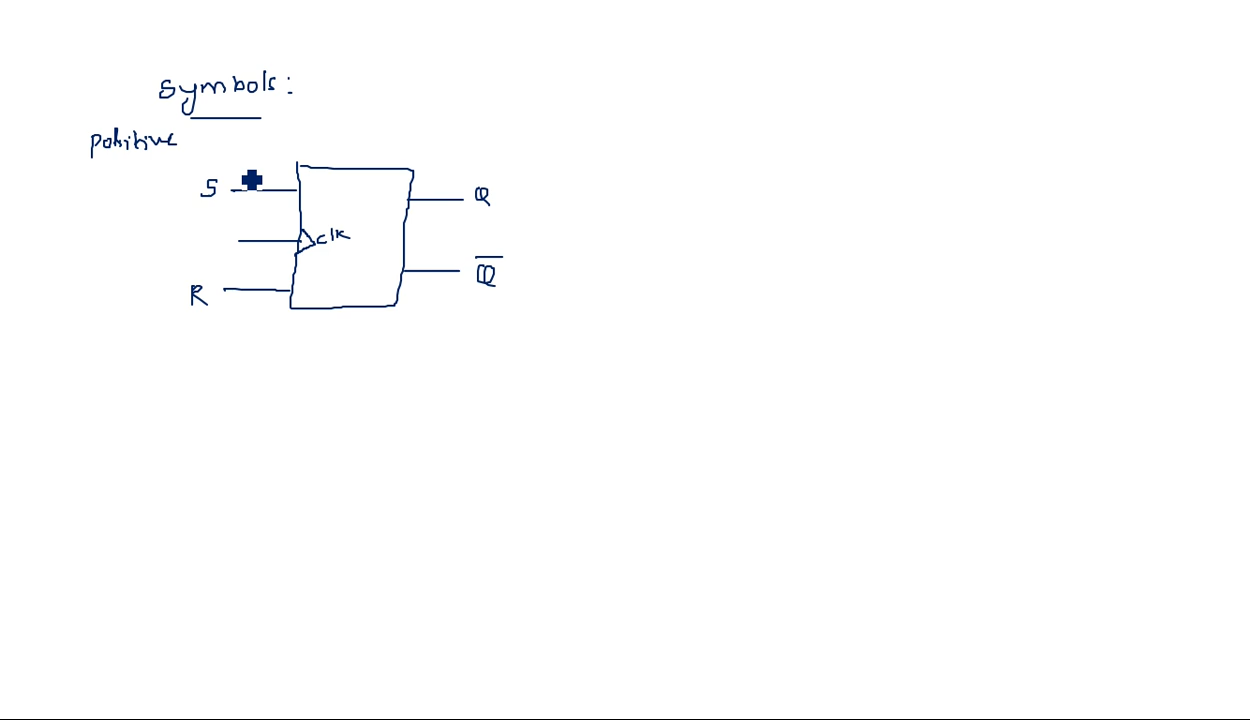 Symbols:
positive
S
Q
clk
Q̅
R